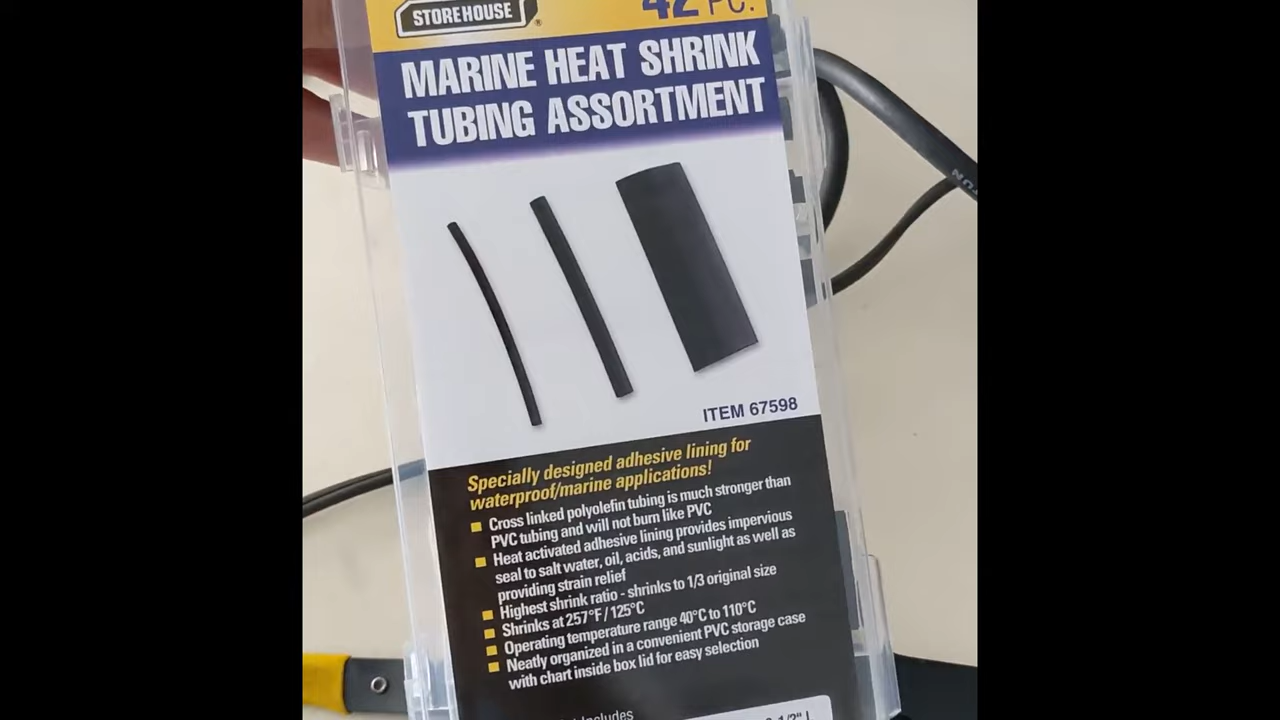 STOREHOUSE
42 PC.
MARINE HEAT SHRINK
TUBING ASSORTMENT
ITEM 67598
Specially designed adhesive lining for
waterproof/marine applications!
Cross linked polyolefin tubing is much stronger than
PVC tubing and will not burn like PVC
Heat activated adhesive lining provides impervious
seal to salt water, oil, acids, and sunlight as well as
providing strain relief
Highest shrink ratio - shrinks to 1/3 original size
Shrinks at 257°F / 125°C
Operating temperature range 40°C to 110°C
Neatly organized in a convenient PVC storage case
with chart inside box lid for easy selection
Includes